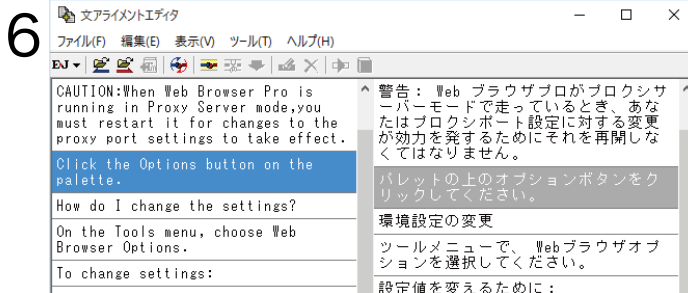 6
文アライメントエディタ
ファイル(F) 編集(E) 表示(V) ツール(T) ヘルプ(H)
EJ
CAUTION:When Web Browser Pro is
running in Proxy Server mode,you
must restart it for changes to the
proxy port settings to take effect.
Click the Options button on the
palette.
How do I change the settings?
On the Tools menu, choose Web
Browser Options.
To change settings:
警告： Web ブラウザプロがプロクシサ
ーバーモードで走っているとき、あな
たはプロクシポート設定に対する変更
が効力を発するためにそれを再開しな
くてはなりません。
パレットの上のオプションボタンをク
リックしてください。
環境設定の変更
ツールメニューで、 Webブラウザオプ
ションを選択してください。
設定値を変えるために：